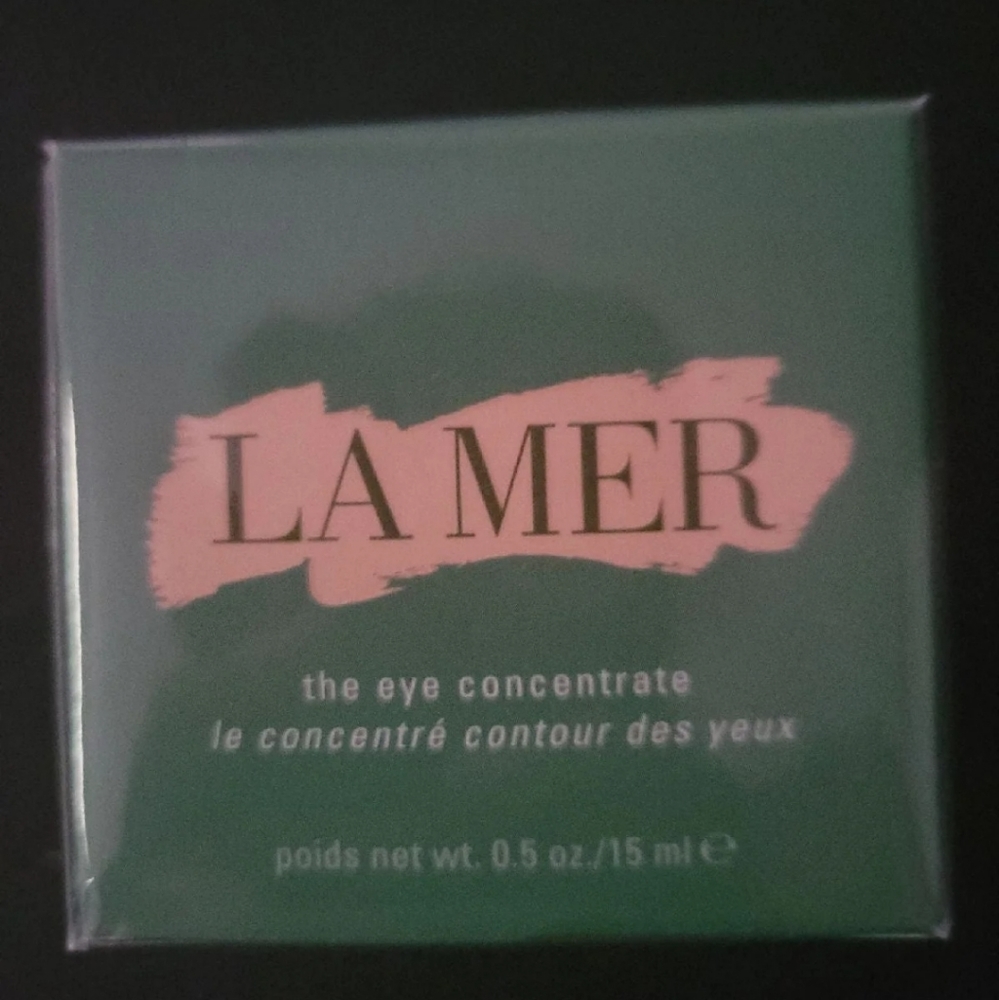 LA MER
the eye concentrate
le concentré contour des yeux
poids net wt. 0.5 oz./15 ml ℮